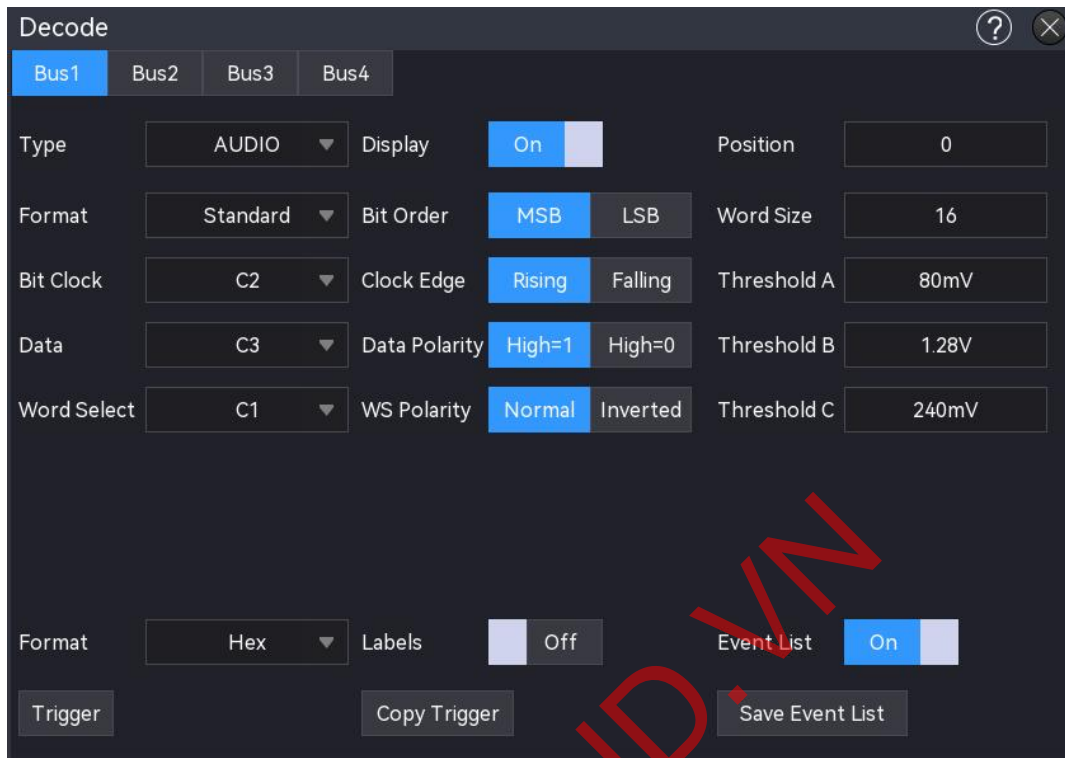 Decode ?
Bus1 Bus2 Bus3 Bus4
Type AUDIO Display On Position 0
Format Standard Bit Order MSB LSB Word Size 16
Bit Clock C2 Clock Edge Rising Falling Threshold A 80mV
Data C3 Data Polarity High=1 High=0 Threshold B 1.28V
Word Select C1 WS Polarity Normal Inverted Threshold C 240mV
Format Hex Labels Off Event List On
Trigger Copy Trigger Save Event List